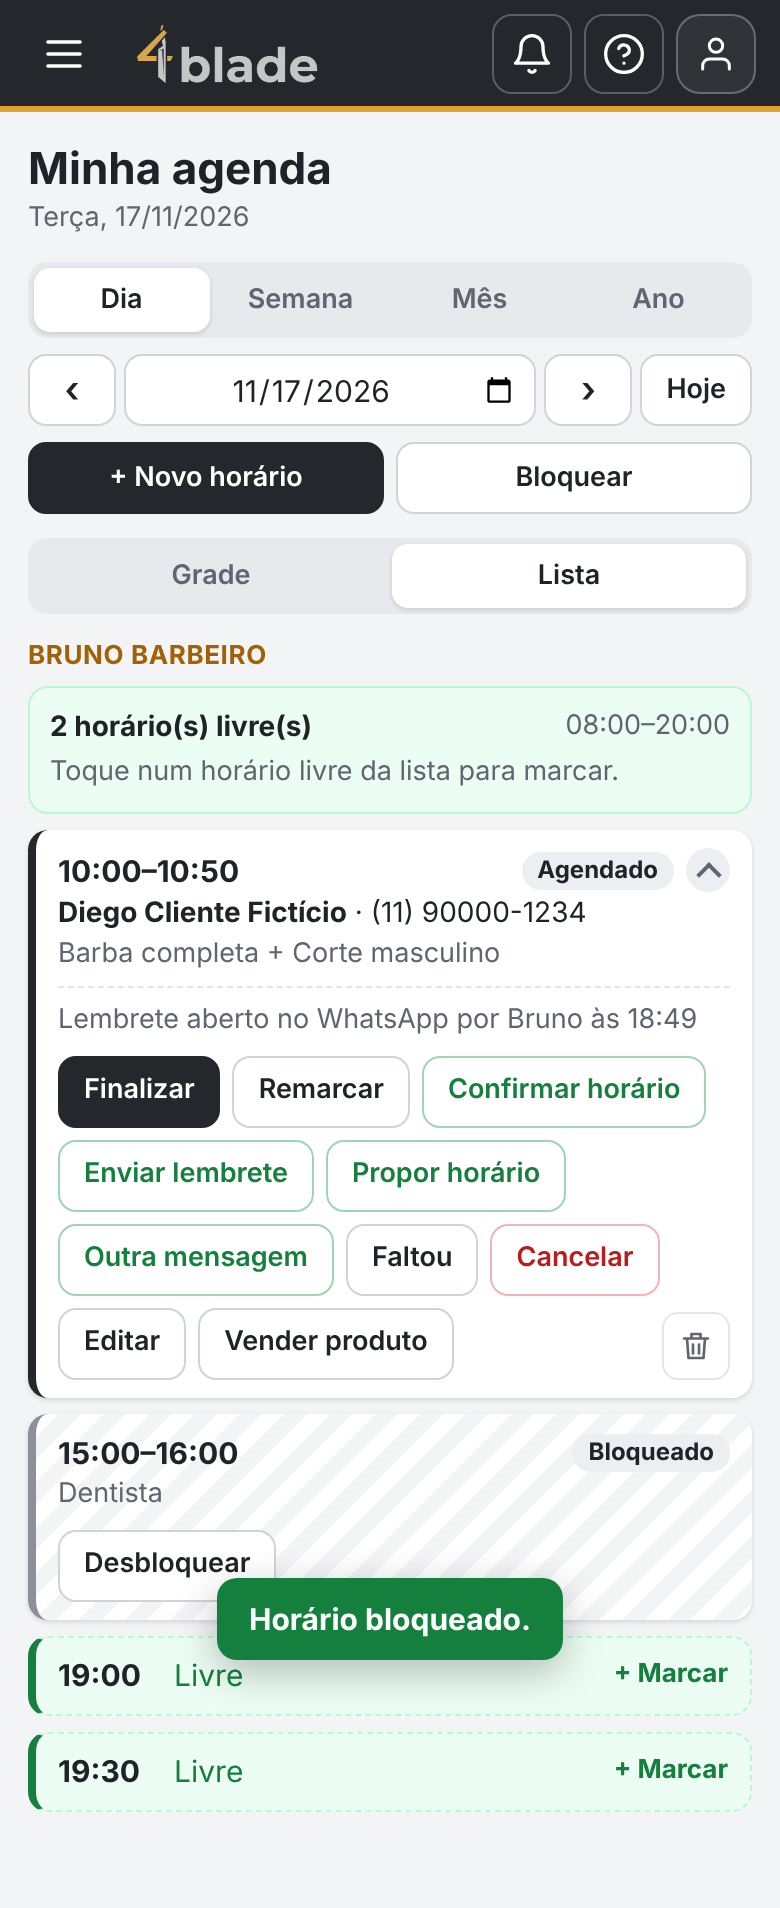 4blade
Minha agenda
Terça, 17/11/2026
Dia Semana Mês Ano
‹ 11/17/2026 › Hoje
+ Novo horário Bloquear
Grade Lista
BRUNO BARBEIRO
2 horário(s) livre(s) 08:00–20:00
Toque num horário livre da lista para marcar.
10:00–10:50 Agendado
Diego Cliente Fictício · (11) 90000-1234
Barba completa + Corte masculino
Lembrete aberto no WhatsApp por Bruno às 18:49
Finalizar Remarcar Confirmar horário
Enviar lembrete Propor horário
Outra mensagem Faltou Cancelar
Editar Vender produto
15:00–16:00 Bloqueado
Dentista
Desbloquear
Horário bloqueado.
19:00 Livre + Marcar
19:30 Livre + Marcar